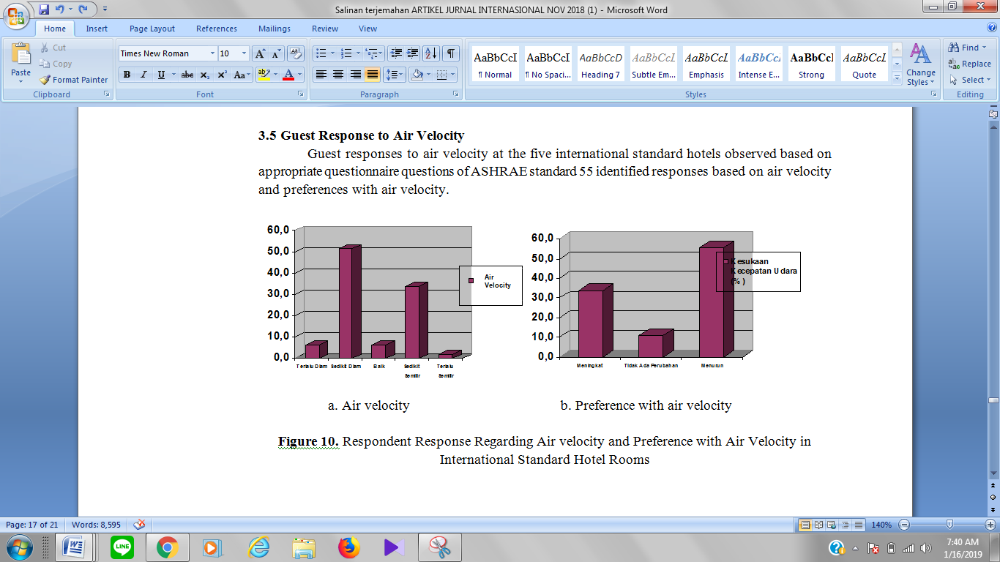 Salinan terjemahan ARTIKEL JURNAL INTERNASIONAL NOV 2018 (1) - Microsoft Word
Home Insert Page Layout References Mailings Review View
Paste
Cut
Copy
Format Painter
Clipboard
Times New Roman 10
B I U abc X₂ X² Aa A
Font
Paragraph
AaBbCcI AaBbCcI AaBbCcD AaBbCcL AaBbCcL AaBbCcI AaBbCcI AaBbCcL
¶ Normal ¶ No Spaci... Heading 7 Subtle Em... Emphasis Intense E... Strong Quote
Change
Styles
Styles
Find
Replace
Select
Editing
3.5 Guest Response to Air Velocity
Guest responses to air velocity at the five international standard hotels observed based on
appropriate questionnaire questions of ASHRAE standard 55 identified responses based on air velocity
and preferences with air velocity.
60,0
50,0
40,0
30,0
20,0
10,0
0,0
Terlalu Diam Sedikit Diam Baik Sedikit Semilir Terlalu Semilir
Air
Velocity
60,0
50,0
40,0
30,0
20,0
10,0
0,0
Meningkat Tidak Ada Perubahan Menurun
Kesukaan
Kecepatan Udara
(%)
a. Air velocity
b. Preference with air velocity
Figure 10. Respondent Response Regarding Air velocity and Preference with Air Velocity in
International Standard Hotel Rooms
Page: 17 of 21 Words: 8,595 140%
LINE
7:40 AM
1/16/2019